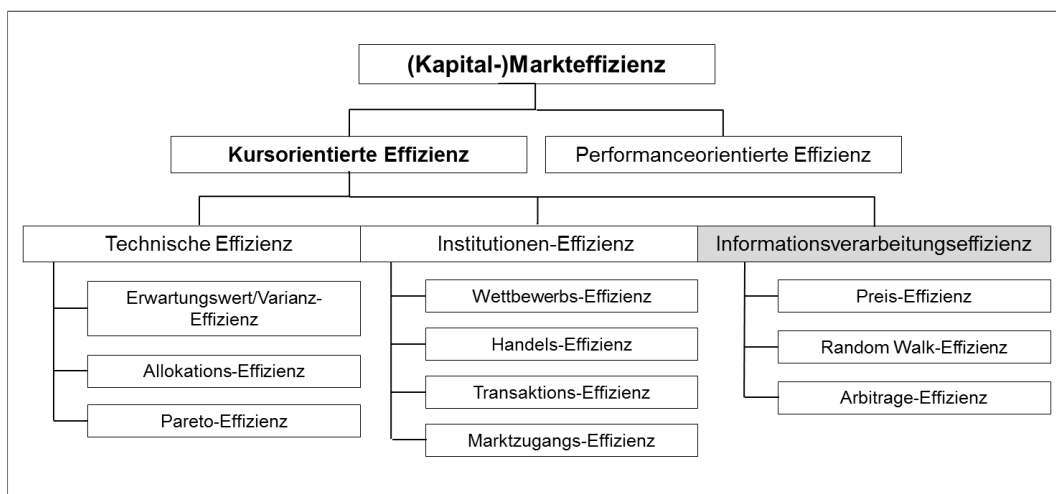 (Kapital-)Markteffizienz
Kursorientierte Effizienz
Performanceorientierte Effizienz
Technische Effizienz
Institutionen-Effizienz
Informationsverarbeitungseffizienz
Erwartungswert/Varianz-
Effizienz
Allokations-Effizienz
Pareto-Effizienz
Wettbewerbs-Effizienz
Handels-Effizienz
Transaktions-Effizienz
Marktzugangs-Effizienz
Preis-Effizienz
Random Walk-Effizienz
Arbitrage-Effizienz